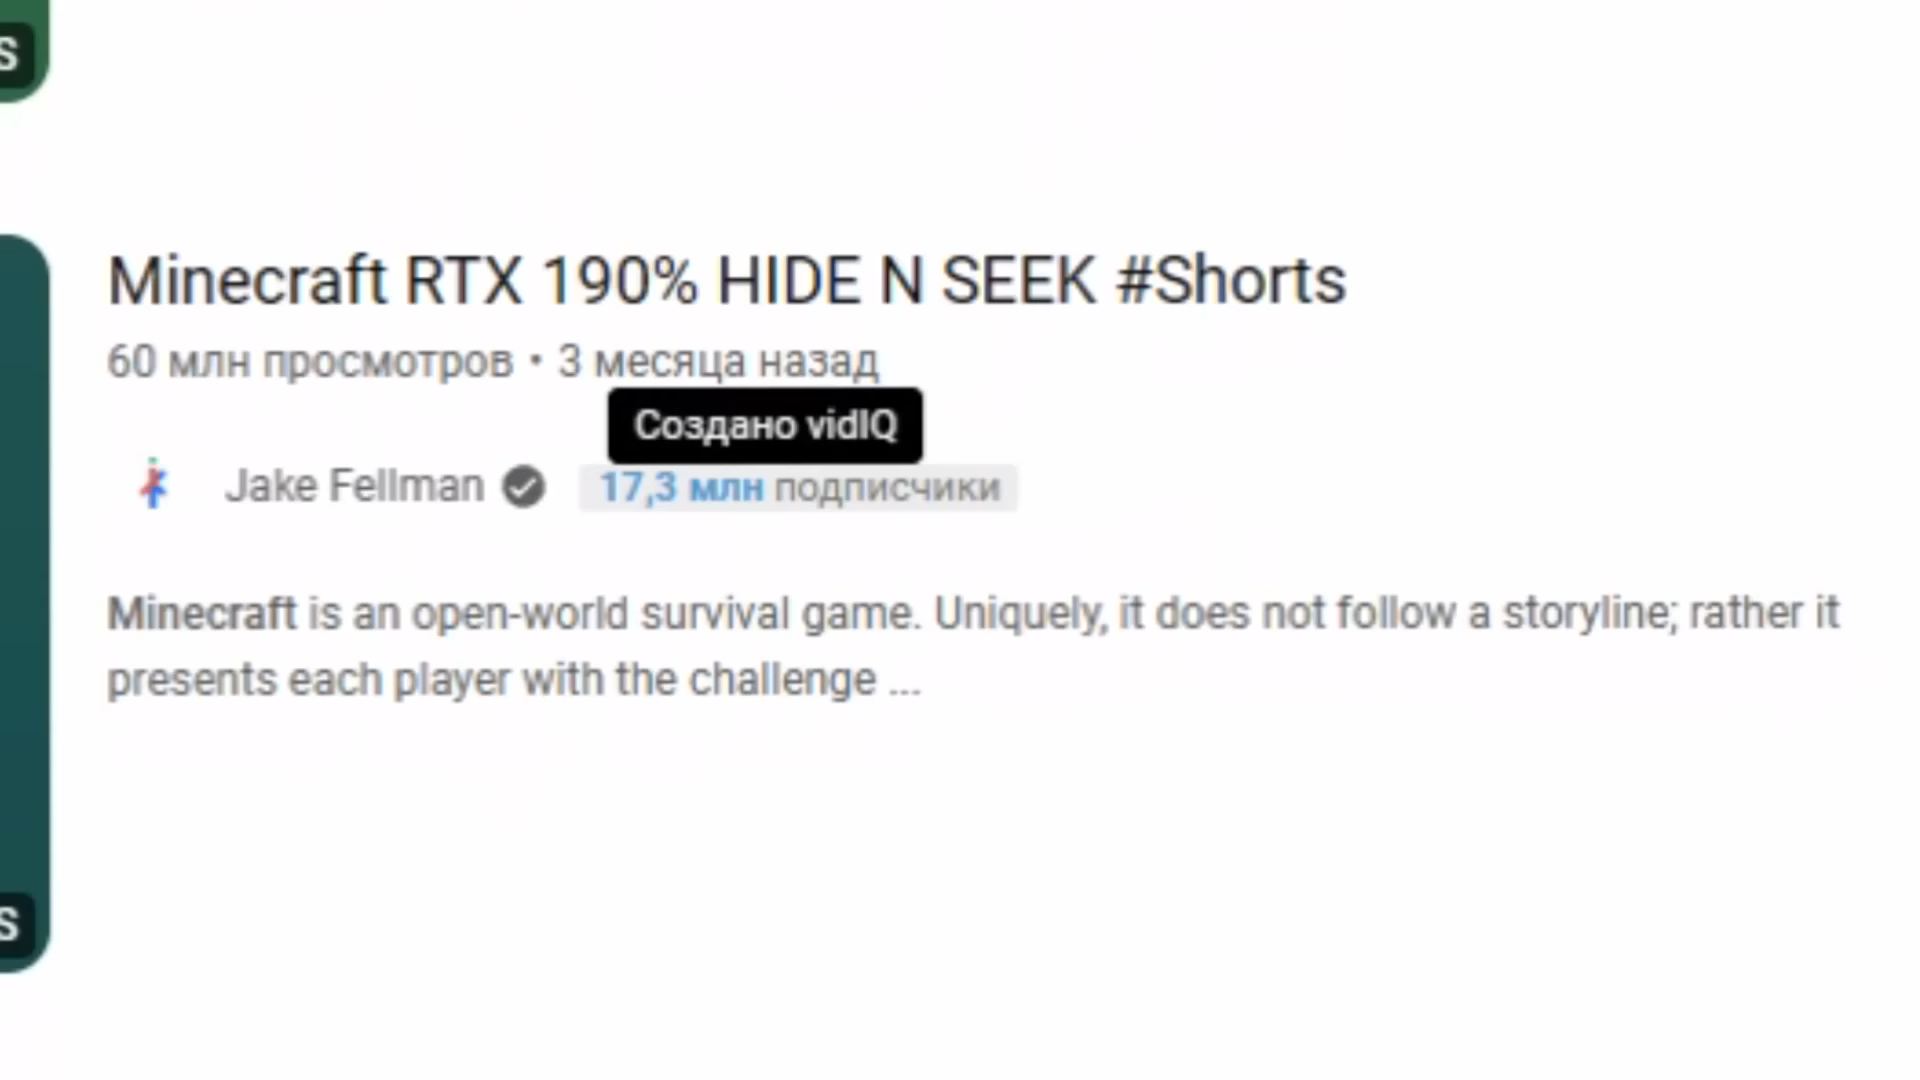 S
Minecraft RTX 190% HIDE N SEEK #Shorts
60 млн просмотров • 3 месяца назад
Создано vidIQ
Jake Fellman 17,3 млн подписчики
Minecraft is an open-world survival game. Uniquely, it does not follow a storyline; rather it
presents each player with the challenge ...
S